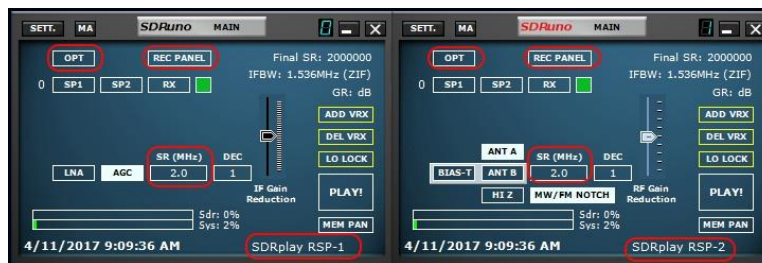 SETT. MA SDRuno MAIN
OPT REC PANEL Final SR: 2000000
IFBW: 1.536MHz (ZIF)
0 SP1 SP2 RX GR: dB
ADD VRX
DEL VRX
SR (MHz) DEC LO LOCK
LNA AGC 2.0 1
IF Gain
Reduction
PLAY!
Sdr: 0%
Sys: 2% MEM PAN
4/11/2017 9:09:36 AM SDRplay RSP-1
SETT. MA SDRuno MAIN
OPT REC PANEL Final SR: 2000000
IFBW: 1.536MHz (ZIF)
0 SP1 SP2 RX GR: dB
ADD VRX
DEL VRX
ANT A SR (MHz) DEC LO LOCK
BIAS-T ANT B 2.0 1
HI Z MW/FM NOTCH RF Gain
Reduction
PLAY!
Sdr: 0%
Sys: 2% MEM PAN
4/11/2017 9:09:36 AM SDRplay RSP-2